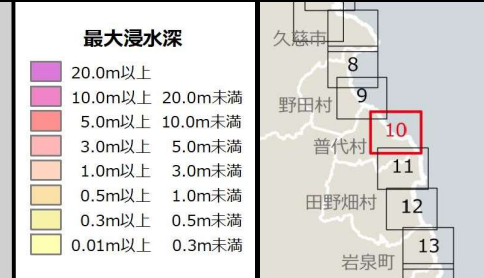 最大浸水深
20.0m以上
10.0m以上 20.0m未満
5.0m以上 10.0m未満
3.0m以上 5.0m未満
1.0m以上 3.0m未満
0.5m以上 1.0m未満
0.3m以上 0.5m未満
0.01m以上 0.3m未満
久慈市
8
9
野田村
10
普代村
11
田野畑村
12
13
岩泉町